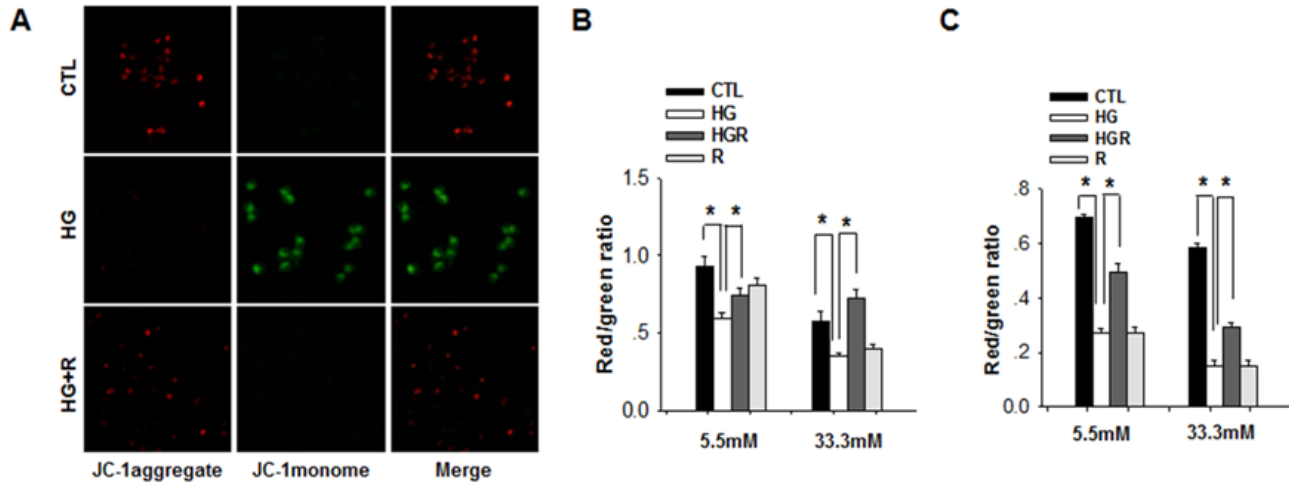 A
CTL
HG
HG+R
JC-1aggregate JC-1monome Merge
B
CTL
HG
HGR
R
Red/green ratio
1.5
1.0
.5
0.0
* * * *
5.5mM 33.3mM
C
CTL
HG
HGR
R
Red/green ratio
.8
.6
.4
.2
.0
* * * *
5.5mM 33.3mM